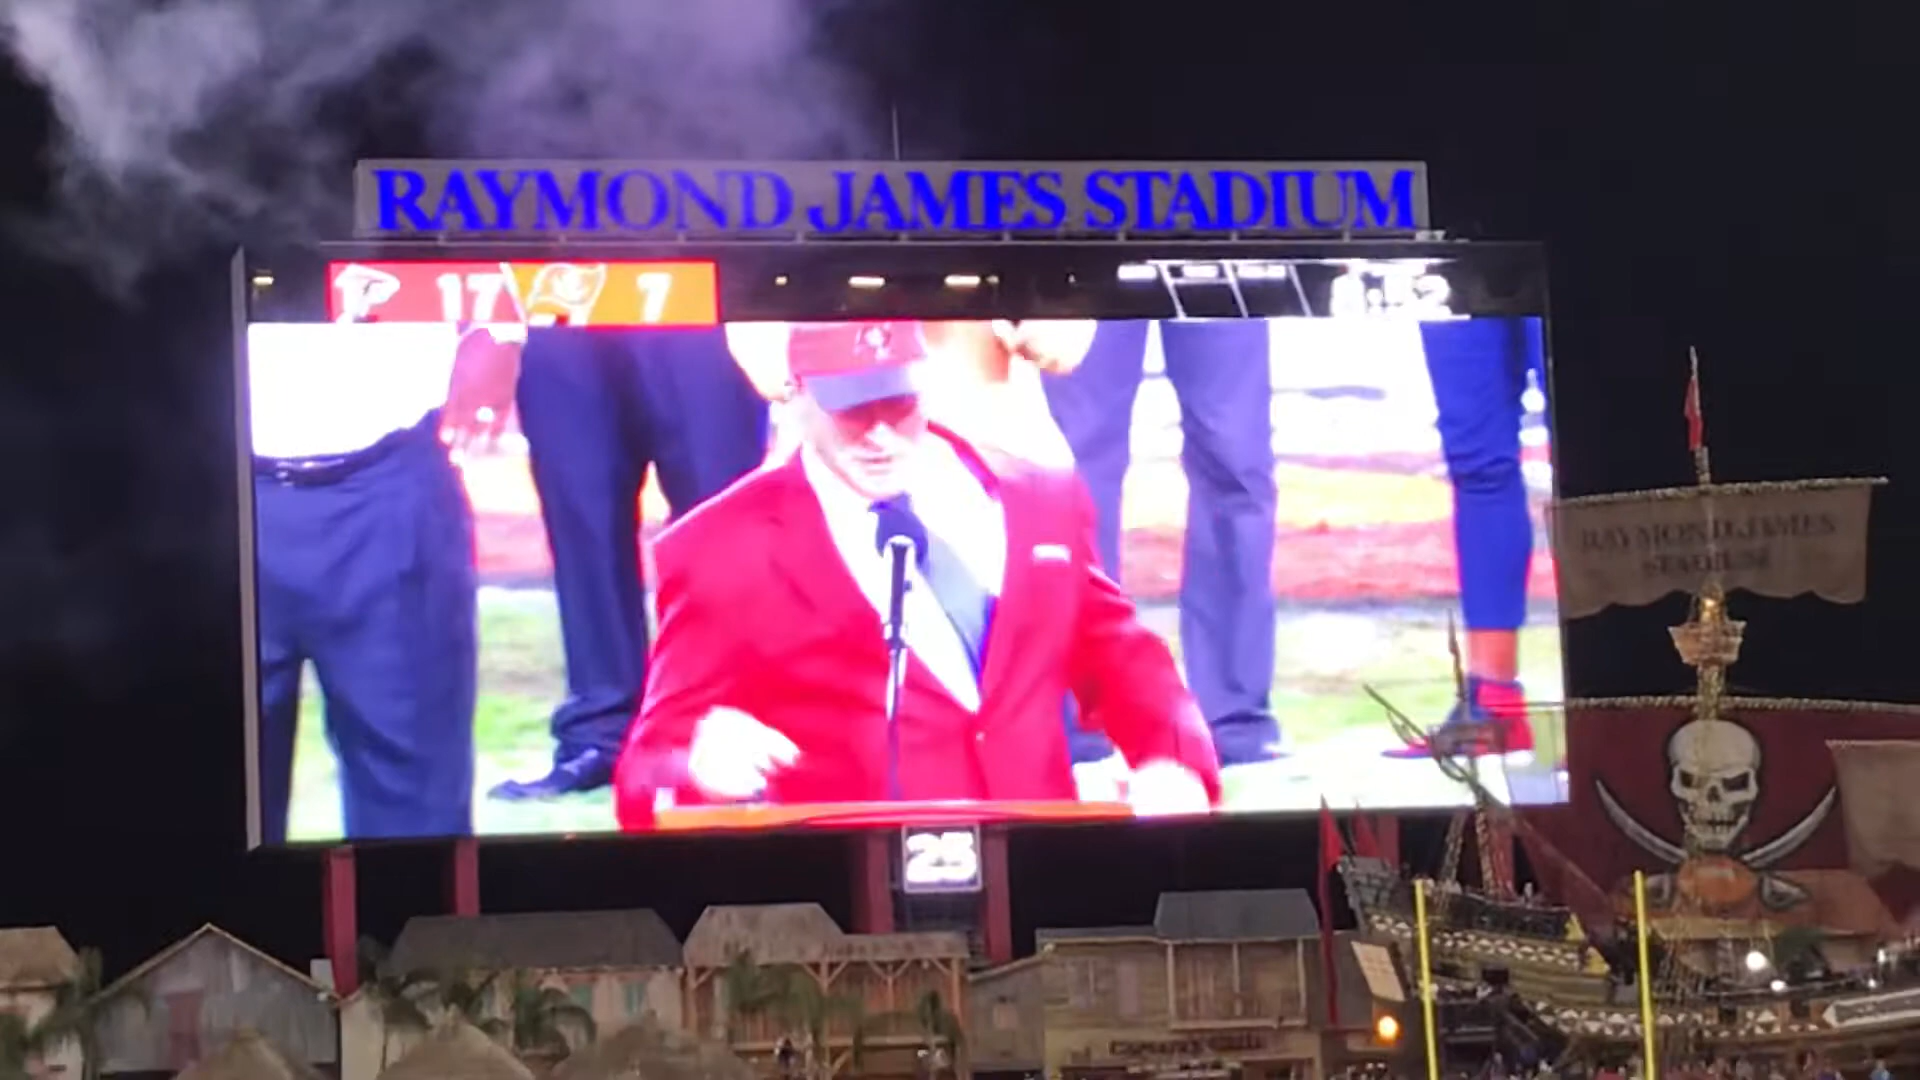 RAYMOND JAMES STADIUM
17 7
RAYMOND JAMES
STADIUM
25